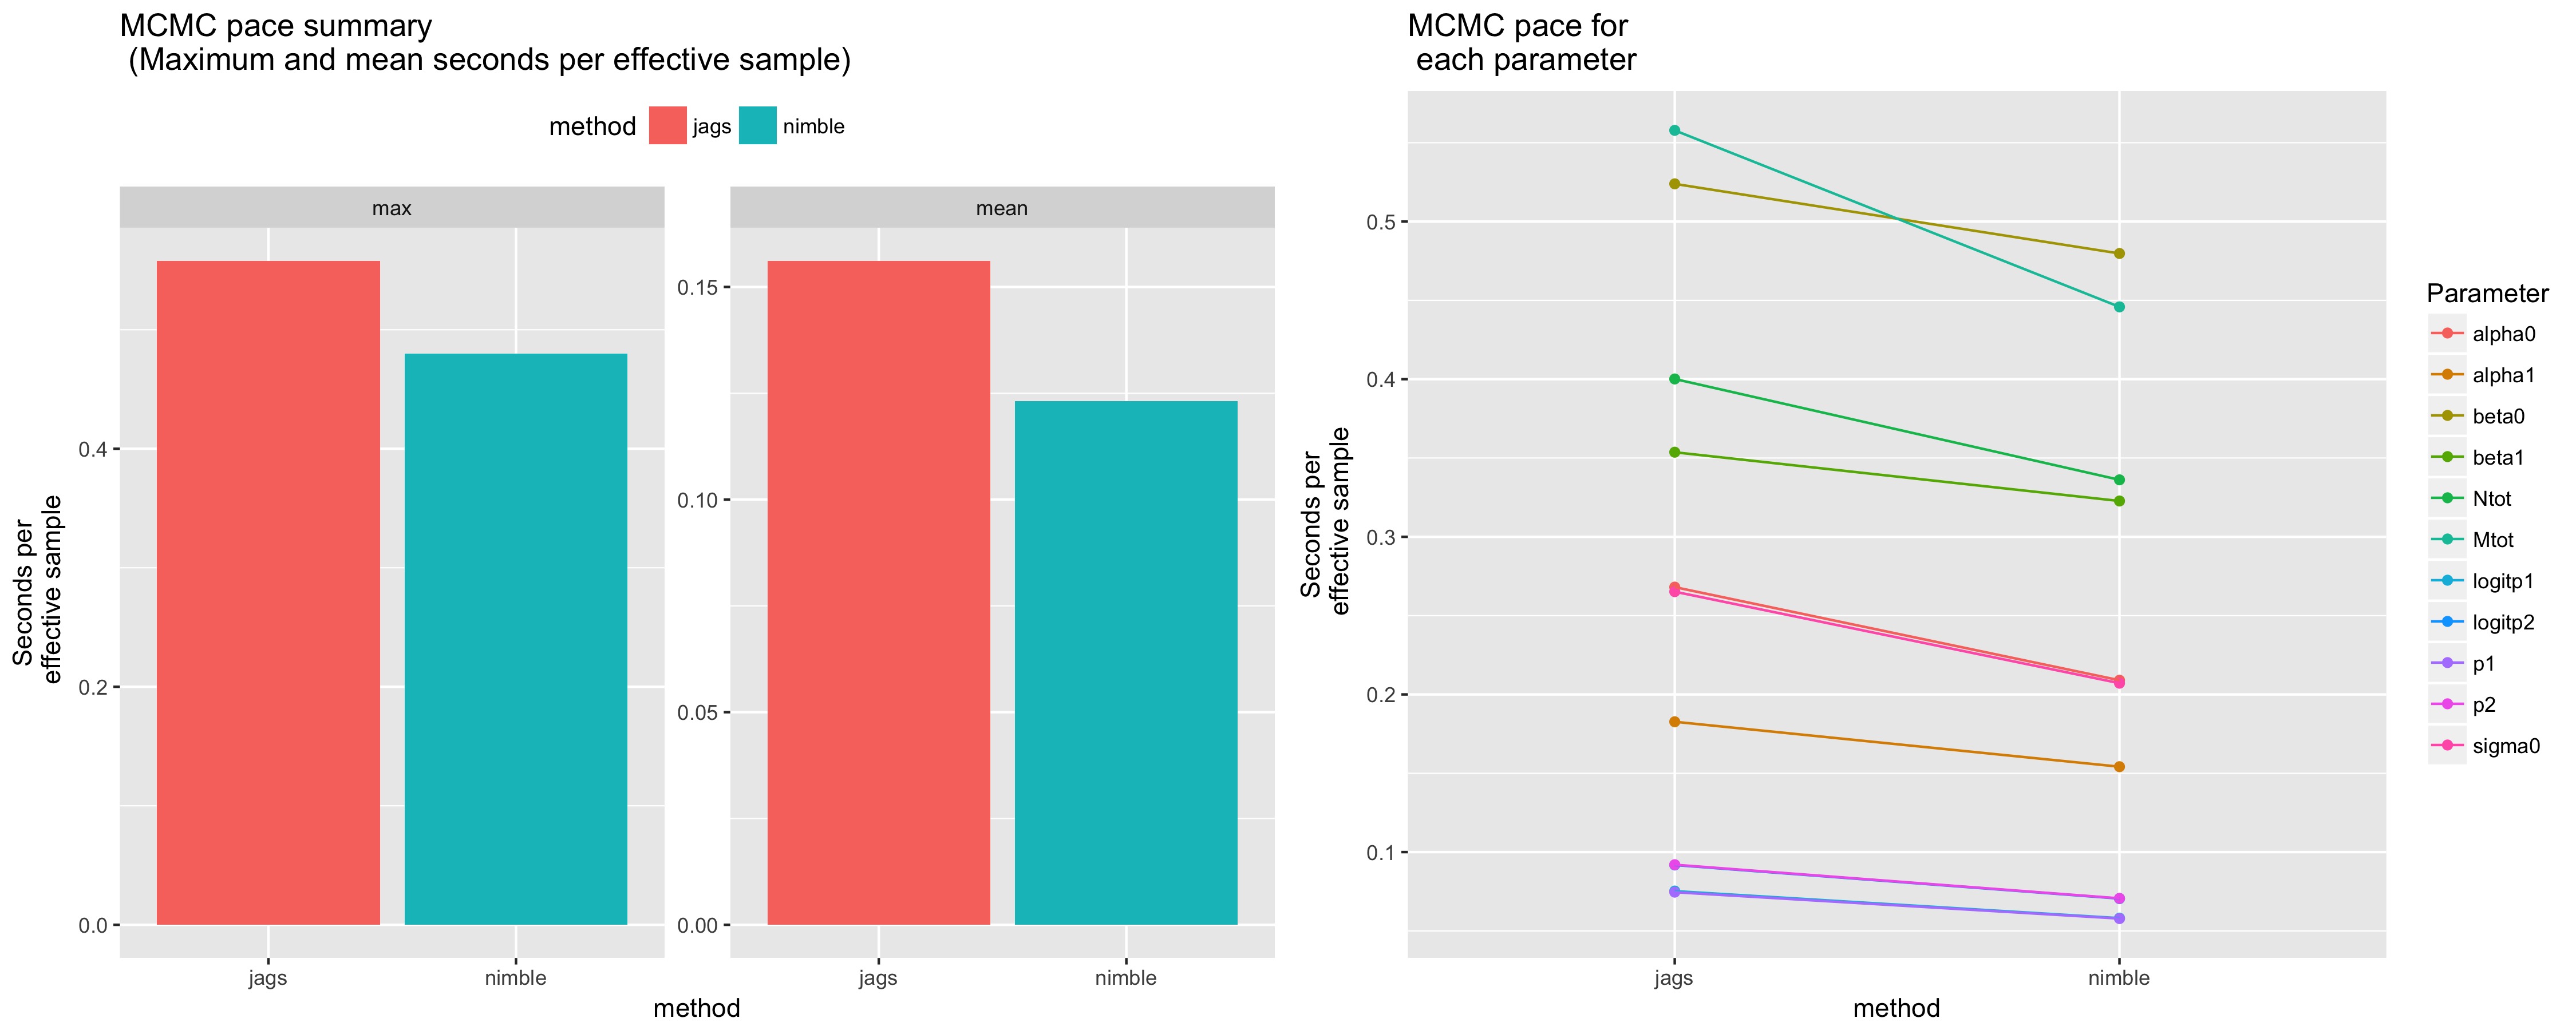 MCMC pace summary
(Maximum and mean seconds per effective sample)
method jags nimble
max
mean
Seconds per
effective sample
0.4
0.2
0.0
0.15
0.10
0.05
0.00
jags
nimble
jags
nimble
method
MCMC pace for
each parameter
Seconds per
effective sample
0.5
0.4
0.3
0.2
0.1
jags
nimble
method
Parameter
alpha0
alpha1
beta0
beta1
Ntot
Mtot
logitp1
logitp2
p1
p2
sigma0